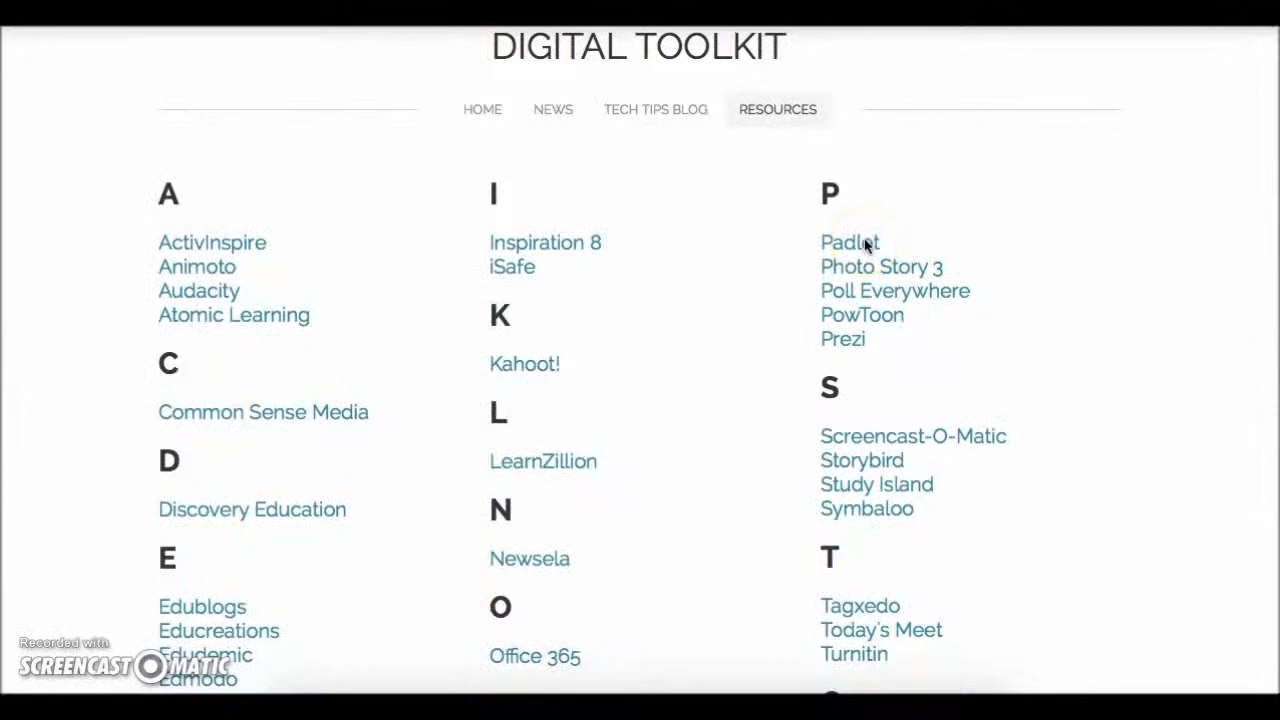 DIGITAL TOOLKIT
HOME NEWS TECH TIPS BLOG RESOURCES
A
ActivInspire
Animoto
Audacity
Atomic Learning
C
Common Sense Media
D
Discovery Education
E
Edublogs
Educreations
Edudemic
Edmodo
I
Inspiration 8
iSafe
K
Kahoot!
L
LearnZillion
N
Newsela
O
Office 365
P
Padlet
Photo Story 3
Poll Everywhere
PowToon
Prezi
S
Screencast-O-Matic
Storybird
Study Island
Symbaloo
T
Tagxedo
Today's Meet
Turnitin
Recorded with
SCREENCAST-O-MATIC